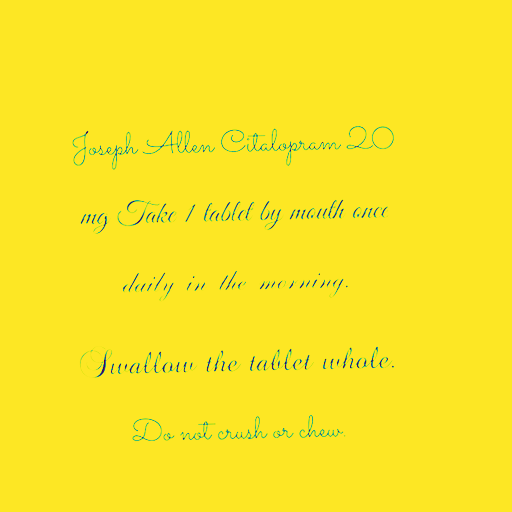 Joseph Allen Citalopram 20
mg Take 1 tablet by mouth once
daily in the morning.
Swallow the tablet whole.
Do not crush or chew.